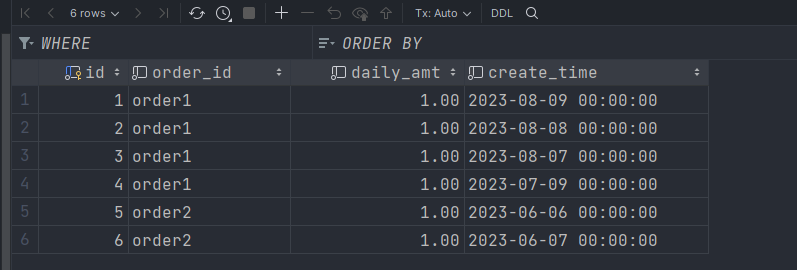 6 rows Tx: Auto DDL
WHERE ORDER BY
id order_id daily_amt create_time
1 1 order1 1.00 2023-08-09 00:00:00
2 2 order1 1.00 2023-08-08 00:00:00
3 3 order1 1.00 2023-08-07 00:00:00
4 4 order1 1.00 2023-07-09 00:00:00
5 5 order2 1.00 2023-06-06 00:00:00
6 6 order2 1.00 2023-06-07 00:00:00